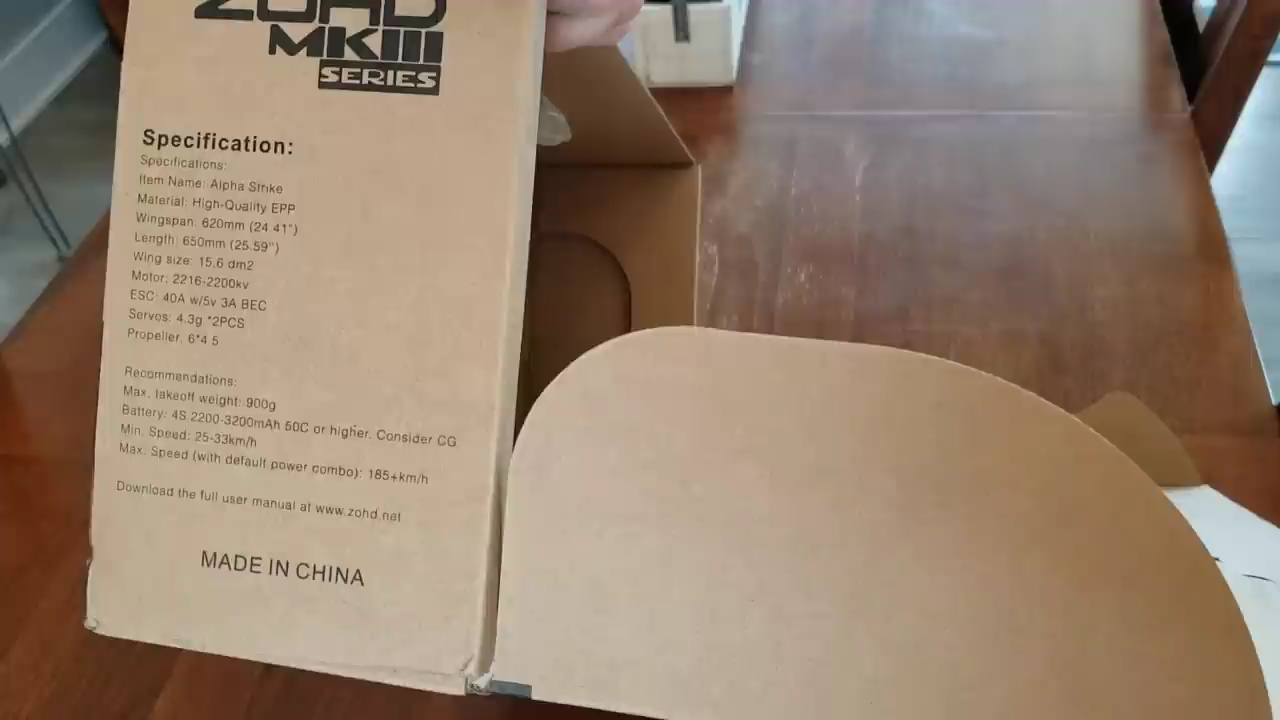 ZOHD
MKIII
SERIES
Specification:
Specifications:
Item Name: Alpha Strike
Material: High-Quality EPP
Wingspan: 620mm (24.41")
Length: 650mm (25.59")
Wing size: 15.6 dm2
Motor: 2216-2200kv
ESC: 40A w/5v 3A BEC
Servos: 4.3g *2PCS
Propeller: 6*4.5
Recommendations:
Max. takeoff weight: 900g
Battery: 4S 2200-3200mAh 50C or higher. Consider CG
Min. Speed: 25-33km/h
Max. Speed (with default power combo): 185+km/h
Download the full user manual at www.zohd.net
MADE IN CHINA